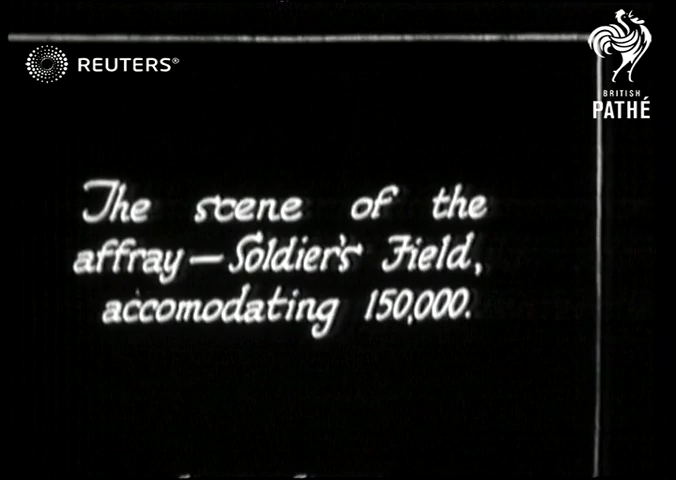 REUTERS®
BRITISH
PATHÉ
The scene of the
affray — Soldier's Field,
accomodating 150,000.